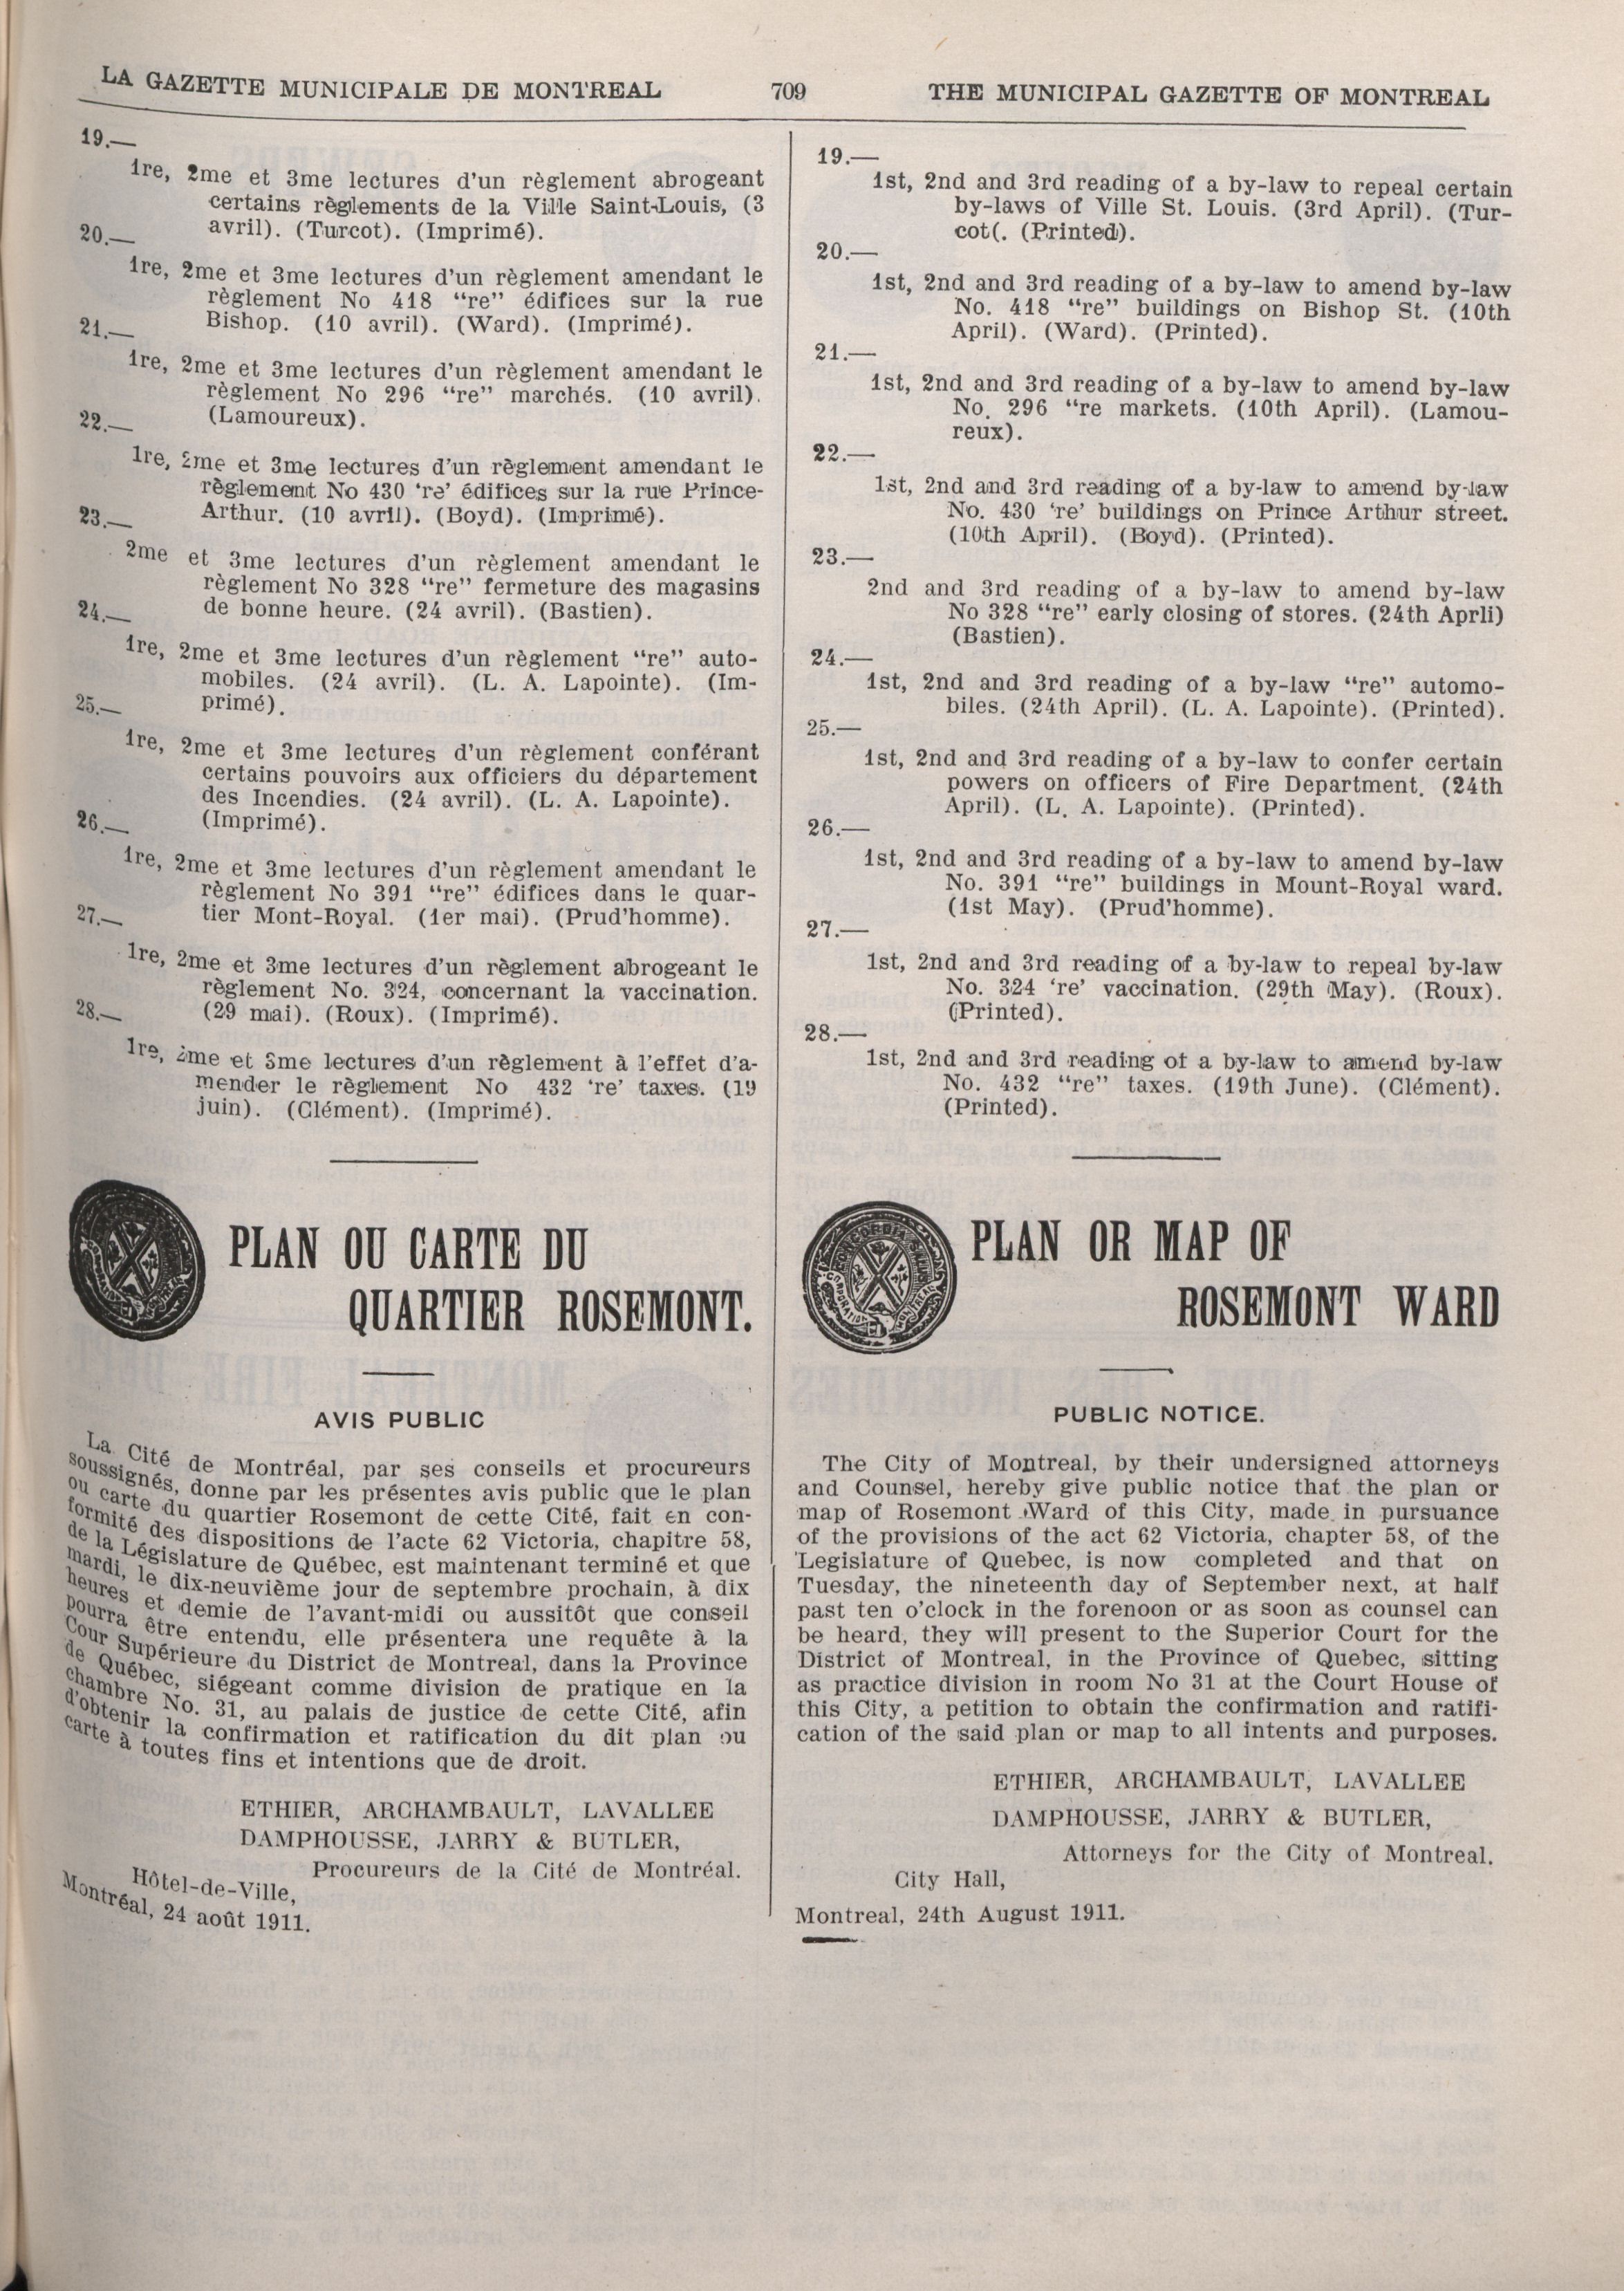 LA GAZETTE MUNICIPALE DE MONTREAL 709 THE MUNICIPAL GAZETTE OF MONTREAL
19.—
1re, 2me et 3me lectures d'un règlement abrogeant
certains règlements de la Ville Saint-Louis, (3
avril). (Turcot). (Imprimé).
20.—
1re, 2me et 3me lectures d'un règlement amendant le
règlement No 418 “re” édifices sur la rue
Bishop. (10 avril). (Ward). (Imprimé).
21.—
1re, 2me et 3me lectures d'un règlement amendant le
règlement No 296 “re” marchés. (10 avril).
(Lamoureux).
22.—
1re, 2me et 3me lectures d'un règlement amendant le
règlement No 430 ‘re’ édifices sur la rue Prince-
Arthur. (10 avril). (Boyd). (Imprimé).
23.—
2me et 3me lectures d'un règlement amendant le
règlement No 328 “re” fermeture des magasins
de bonne heure. (24 avril). (Bastien).
24.—
1re, 2me et 3me lectures d'un règlement “re” auto-
mobiles. (24 avril). (L. A. Lapointe). (Im-
primé).
25.—
1re, 2me et 3me lectures d'un règlement conférant
certains pouvoirs aux officiers du département
des Incendies. (24 avril). (L. A. Lapointe).
(Imprimé).
26.—
1re, 2me et 3me lectures d'un règlement amendant le
règlement No 391 “re” édifices dans le quar-
tier Mont-Royal. (1er mai). (Prud'homme).
27.—
1re, 2me et 3me lectures d'un règlement abrogeant le
règlement No. 324, concernant la vaccination.
(29 mai). (Roux). (Imprimé).
28.—
1re, 2me et 3me lectures d'un règlement à l'effet d'a-
mender le règlement No 432 ‘re’ taxes. (19
juin). (Clément). (Imprimé).
PLAN OU CARTE DU
QUARTIER ROSEMONT.
AVIS PUBLIC
La Cité de Montréal, par ses conseils et procureurs
soussignés, donne par les présentes avis public que le plan
ou carte du quartier Rosemont de cette Cité, fait en con-
formité des dispositions de l'acte 62 Victoria, chapitre 58,
de la Législature de Québec, est maintenant terminé et que
mardi, le dix-neuvième jour de septembre prochain, à dix
heures et demie de l'avant-midi ou aussitôt que conseil
pourra être entendu, elle présentera une requête à la
Cour Supérieure du District de Montreal, dans la Province
de Québec, siégeant comme division de pratique en la
chambre No. 31, au palais de justice de cette Cité, afin
d'obtenir la confirmation et ratification du dit plan ou
carte à toutes fins et intentions que de droit.
ETHIER, ARCHAMBAULT, LAVALLEE
DAMPHOUSSE, JARRY & BUTLER,
Procureurs de la Cité de Montréal.
Hôtel-de-Ville,
Montréal, 24 août 1911.
19.—
1st, 2nd and 3rd reading of a by-law to repeal certain
by-laws of Ville St. Louis. (3rd April). (Tur-
cot(. (Printed).
20.—
1st, 2nd and 3rd reading of a by-law to amend by-law
No. 418 “re” buildings on Bishop St. (10th
April). (Ward). (Printed).
21.—
1st, 2nd and 3rd reading of a by-law to amend by-law
No. 296 “re markets. (10th April). (Lamou-
reux).
22.—
1st, 2nd and 3rd reading of a by-law to amend by-law
No. 430 ‘re’ buildings on Prince Arthur street.
(10th April). (Boyd). (Printed).
23.—
2nd and 3rd reading of a by-law to amend by-law
No 328 “re” early closing of stores. (24th Aprli)
(Bastien).
24.—
1st, 2nd and 3rd reading of a by-law “re” automo-
biles. (24th April). (L. A. Lapointe). (Printed).
25.—
1st, 2nd and 3rd reading of a by-law to confer certain
powers on officers of Fire Department. (24th
April). (L. A. Lapointe). (Printed).
26.—
1st, 2nd and 3rd reading of a by-law to amend by-law
No. 391 “re” buildings in Mount-Royal ward.
(1st May). (Prud'homme).
27.—
1st, 2nd and 3rd reading of a by-law to repeal by-law
No. 324 ‘re’ vaccination. (29th May). (Roux).
(Printed).
28.—
1st, 2nd and 3rd reading of a by-law to amend by-law
No. 432 “re” taxes. (19th June). (Clément).
(Printed).
CONCORDIA SALUS
CORPORATION MONTREAL
PLAN OR MAP OF
ROSEMONT WARD
PUBLIC NOTICE.
The City of Montreal, by their undersigned attorneys
and Counsel, hereby give public notice that the plan or
map of Rosemont Ward of this City, made in pursuance
of the provisions of the act 62 Victoria, chapter 58, of the
Legislature of Quebec, is now completed and that on
Tuesday, the nineteenth day of September next, at half
past ten o'clock in the forenoon or as soon as counsel can
be heard, they will present to the Superior Court for the
District of Montreal, in the Province of Quebec, sitting
as practice division in room No 31 at the Court House of
this City, a petition to obtain the confirmation and ratifi-
cation of the said plan or map to all intents and purposes.
ETHIER, ARCHAMBAULT, LAVALLEE
DAMPHOUSSE, JARRY & BUTLER,
Attorneys for the City of Montreal.
City Hall,
Montreal, 24th August 1911.